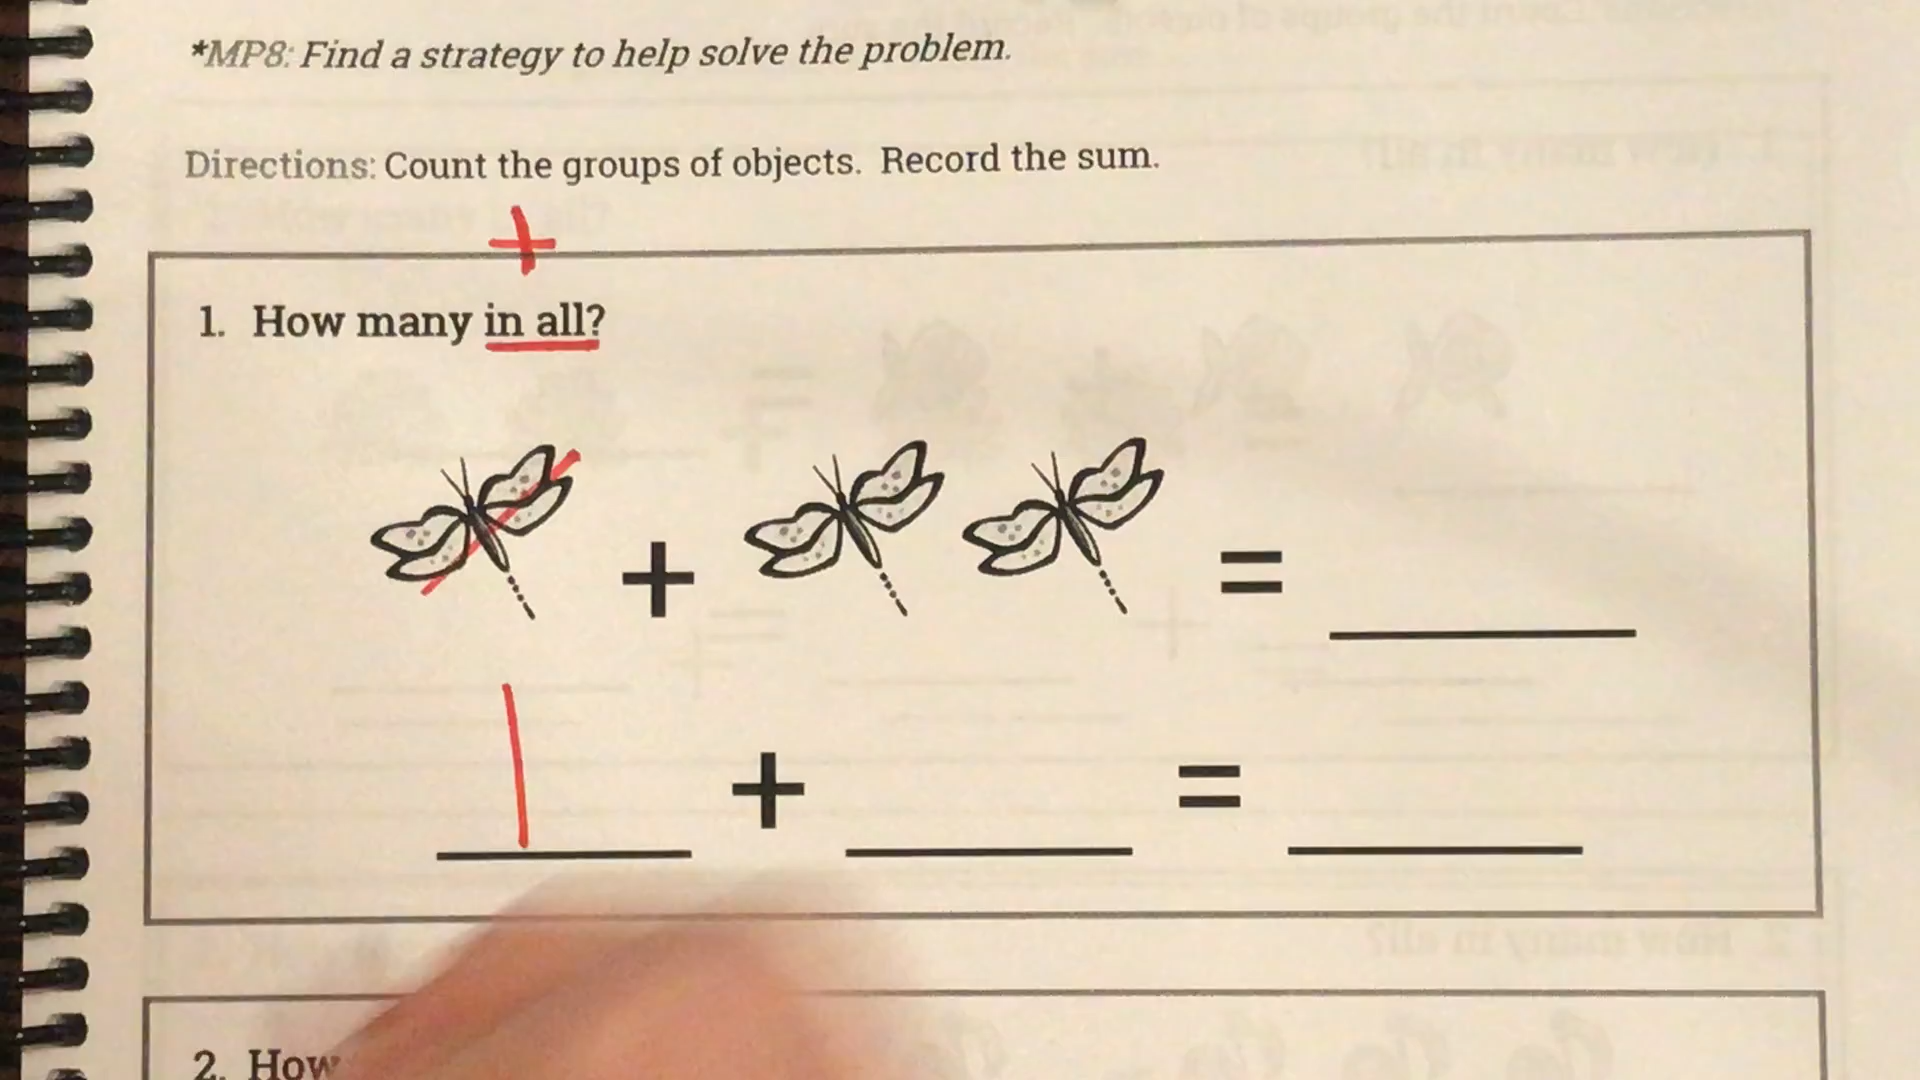 *MP8: Find a strategy to help solve the problem.
Directions: Count the groups of objects. Record the sum.
+
1. How many in all?
+ =
1 + =
2. How